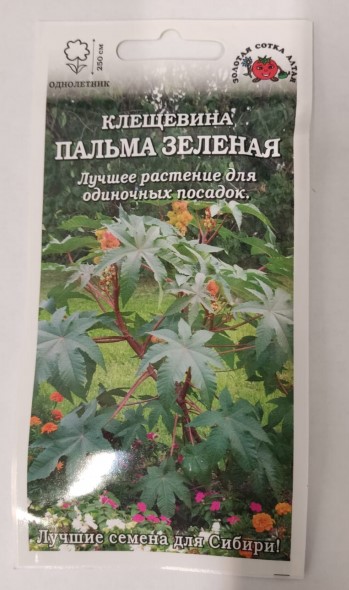 ЗОЛОТАЯ СОТКА АЛТАЯ
250 см
ОДНОЛЕТНИК
КЛЕЩЕВИНА
ПАЛЬМА ЗЕЛЕНАЯ
Лучшее растение для
одиночных посадок.
Лучшие семена для Сибири!